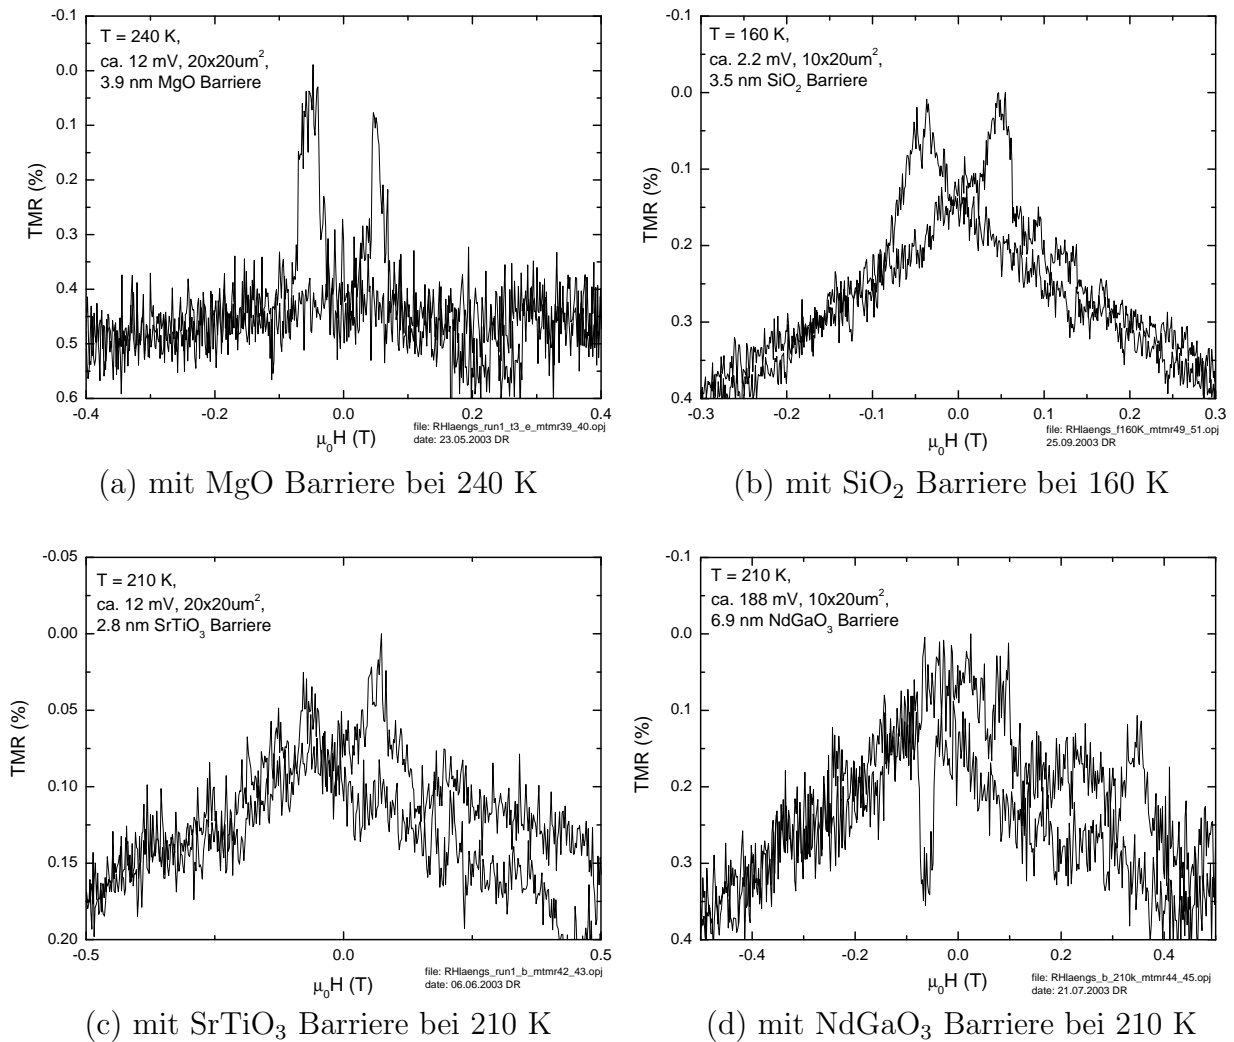 -0.1
0.0
0.1
0.2
0.3
0.4
0.5
0.6
TMR (%)
T = 240 K,
ca. 12 mV, 20x20um²,
3.9 nm MgO Barriere
-0.4
-0.2
0.0
0.2
0.4
μ₀H (T)
file: RHlaengs_run1_t3_e_mtmr39_40.opj
date: 23.05.2003 DR
(a) mit MgO Barriere bei 240 K
-0.1
0.0
0.1
0.2
0.3
0.4
TMR (%)
T = 160 K,
ca. 2.2 mV, 10x20um²,
3.5 nm SiO₂ Barriere
-0.3
-0.2
-0.1
0.0
0.1
0.2
0.3
μ₀H (T)
file: RHlaengs_f160K_mtmr49_51.opj
25.09.2003 DR
(b) mit SiO₂ Barriere bei 160 K
-0.05
0.00
0.05
0.10
0.15
0.20
TMR (%)
T = 210 K,
ca. 12 mV, 20x20um²,
2.8 nm SrTiO₃ Barriere
-0.5
0.0
0.5
μ₀H (T)
file: RHlaengs_run1_b_mtmr42_43.opj
date: 06.06.2003 DR
(c) mit SrTiO₃ Barriere bei 210 K
-0.1
0.0
0.1
0.2
0.3
0.4
TMR (%)
T = 210 K,
ca. 188 mV, 10x20um²,
6.9 nm NdGaO₃ Barriere
-0.4
-0.2
0.0
0.2
0.4
μ₀H (T)
file: RHlaengs_b_210k_mtmr44_45.opj
date: 21.07.2003 DR
(d) mit NdGaO₃ Barriere bei 210 K